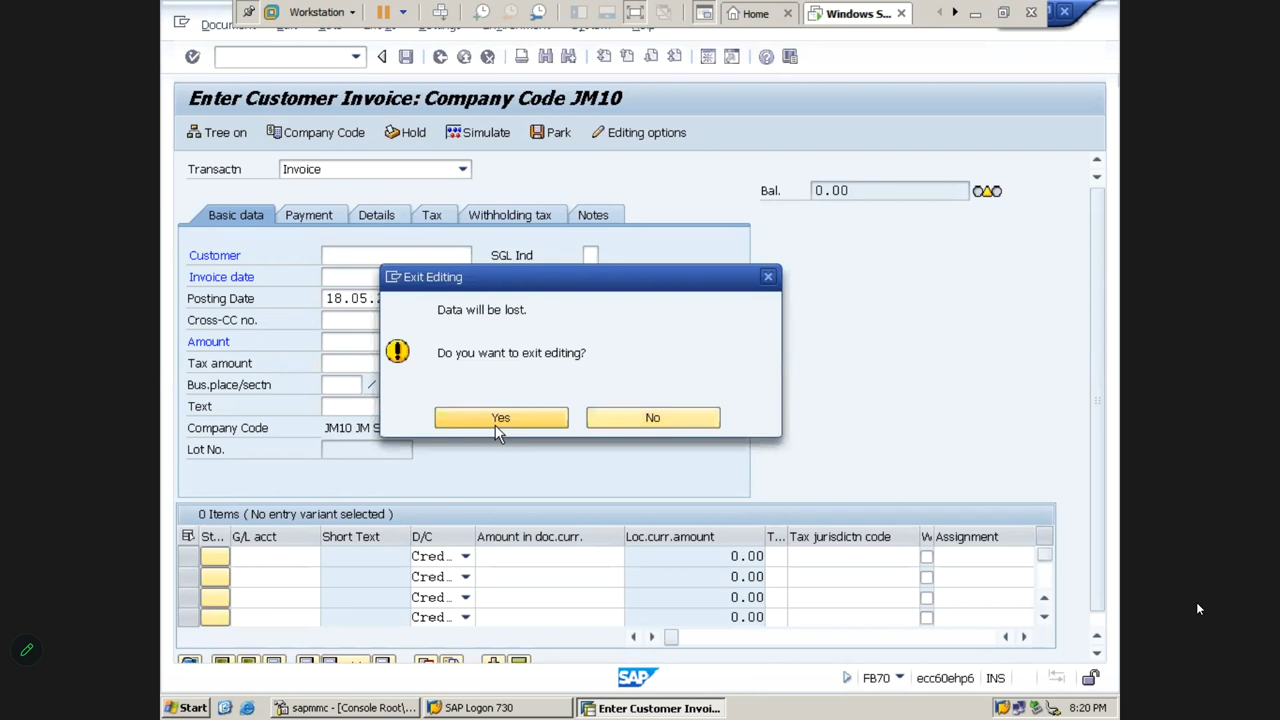 Workstation
Home
Windows S...
Document
Enter Customer Invoice: Company Code JM10
Tree on
Company Code
Hold
Simulate
Park
Editing options
Transactn
Invoice
Bal.
0.00
Basic data
Payment
Details
Tax
Withholding tax
Notes
Customer
SGL Ind
Invoice date
Posting Date
18.05.
Cross-CC no.
Amount
Tax amount
Bus.place/sectn
/
Text
Company Code
JM10 JM
Lot No.
Exit Editing
Data will be lost.
Do you want to exit editing?
Yes
No
0 Items ( No entry variant selected )
St... G/L acct Short Text D/C Amount in doc.curr. Loc.curr.amount T... Tax jurisdictn code W Assignment
Cred... 0.00
Cred... 0.00
Cred... 0.00
Cred... 0.00
SAP
FB70
ecc60ehp6
INS
Start
sapmmc - [Console Root\...
SAP Logon 730
Enter Customer Invoi...
8:20 PM